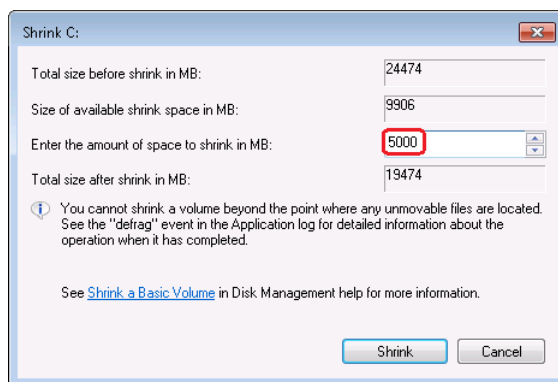 Shrink C:
Total size before shrink in MB: 24474
Size of available shrink space in MB: 9906
Enter the amount of space to shrink in MB: 5000
Total size after shrink in MB: 19474
You cannot shrink a volume beyond the point where any unmovable files are located.
See the "defrag" event in the Application log for detailed information about the
operation when it has completed.
See Shrink a Basic Volume in Disk Management help for more information.
Shrink Cancel